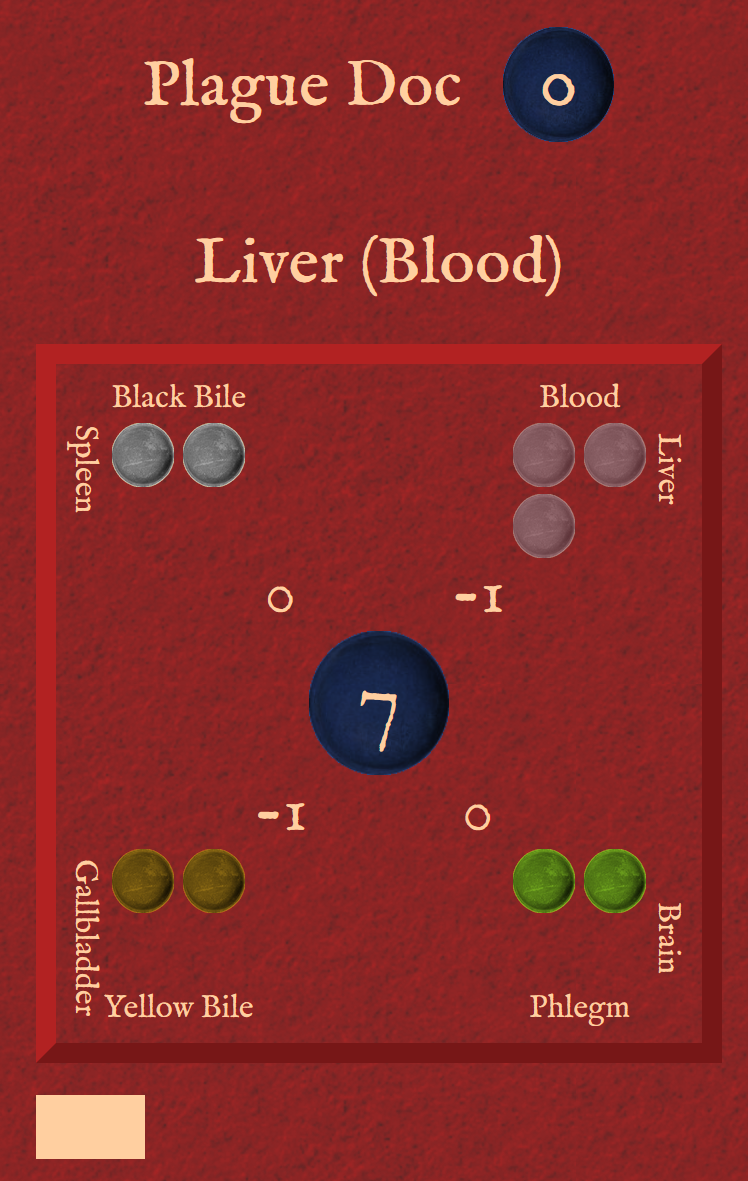 Plague Doc 0
Liver (Blood)
Black Bile
Blood
Spleen
Liver
0
-1
7
-1
0
Gallbladder
Brain
Yellow Bile
Phlegm